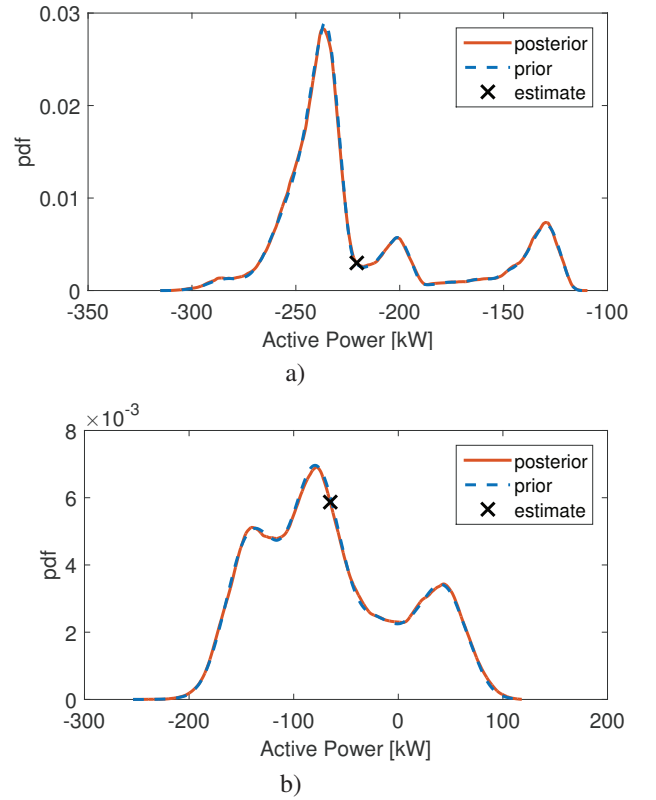 0.03
0.02
0.01
0
pdf
posterior
prior
estimate
-350 -300 -250 -200 -150 -100
Active Power [kW]
a)
×10⁻³
8
6
4
2
0
pdf
posterior
prior
estimate
-300 -200 -100 0 100 200
Active Power [kW]
b)